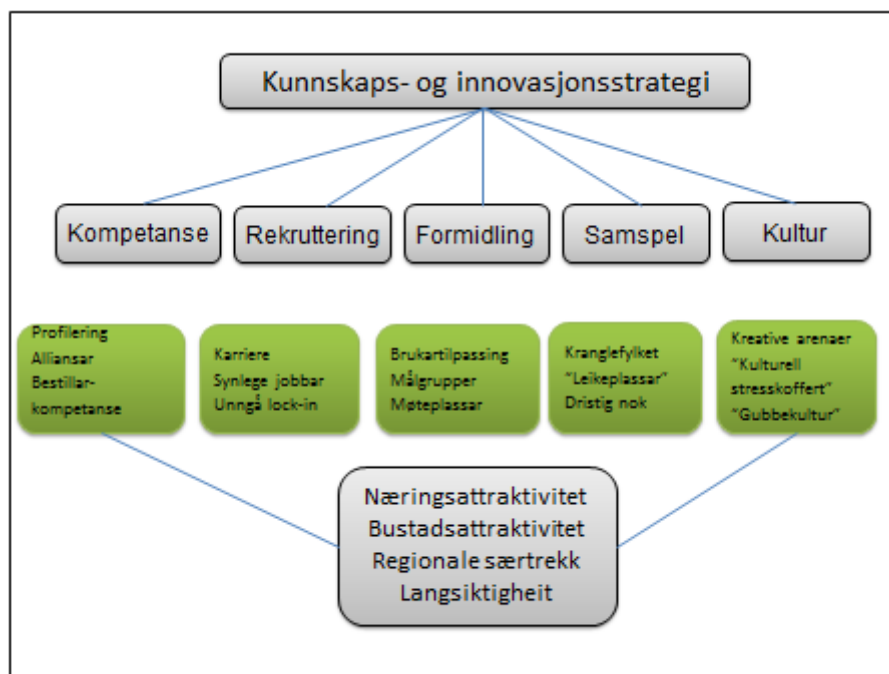 Kunnskaps- og innovasjonsstrategi
Kompetanse
Rekruttering
Formidling
Samspel
Kultur
Profilering
Alliansar
Bestillar-
kompetanse
Karriere
Synlege jobbar
Unngå lock-in
Brukartilpassing
Målgrupper
Møteplassar
Kranglefylket
"Leikeplassar"
Dristig nok
Kreative arenaer
"Kulturell
stresskoffert"
"Gubbekultur"
Næringsattraktivitet
Bustadsattraktivitet
Regionale særtrekk
Langsiktigheit